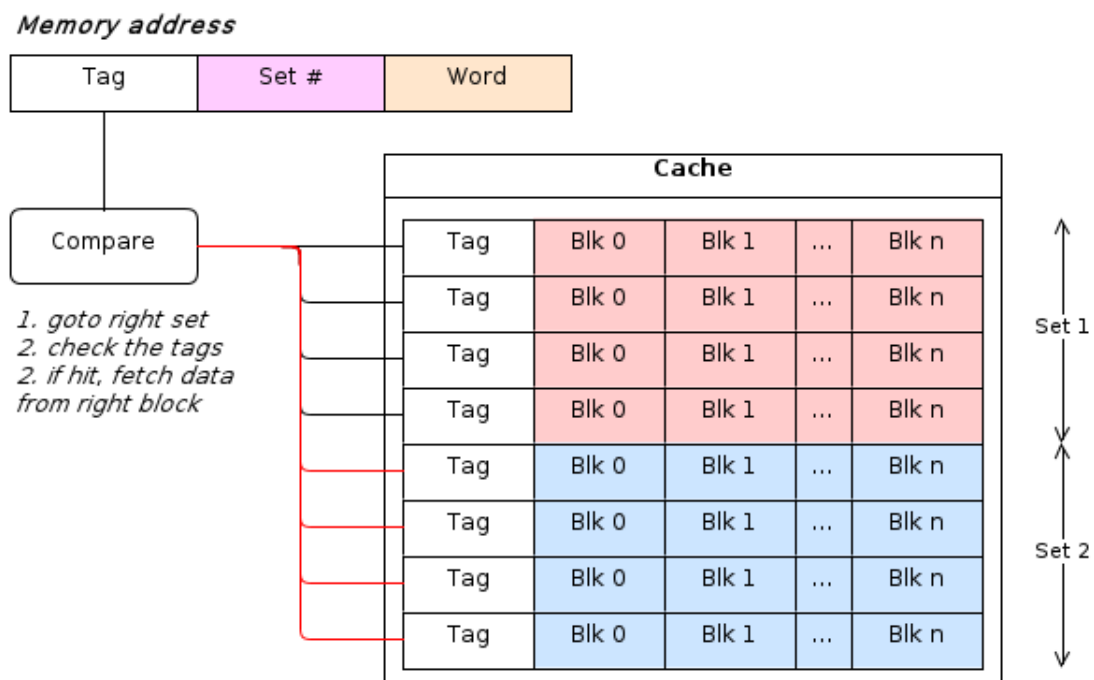 Memory address
Tag Set # Word
Cache
Compare
Tag Blk 0 Blk 1 ... Blk n
Tag Blk 0 Blk 1 ... Blk n
Tag Blk 0 Blk 1 ... Blk n
Tag Blk 0 Blk 1 ... Blk n
Set 1
1. goto right set
2. check the tags
2. if hit, fetch data
from right block
Tag Blk 0 Blk 1 ... Blk n
Tag Blk 0 Blk 1 ... Blk n
Tag Blk 0 Blk 1 ... Blk n
Tag Blk 0 Blk 1 ... Blk n
Set 2